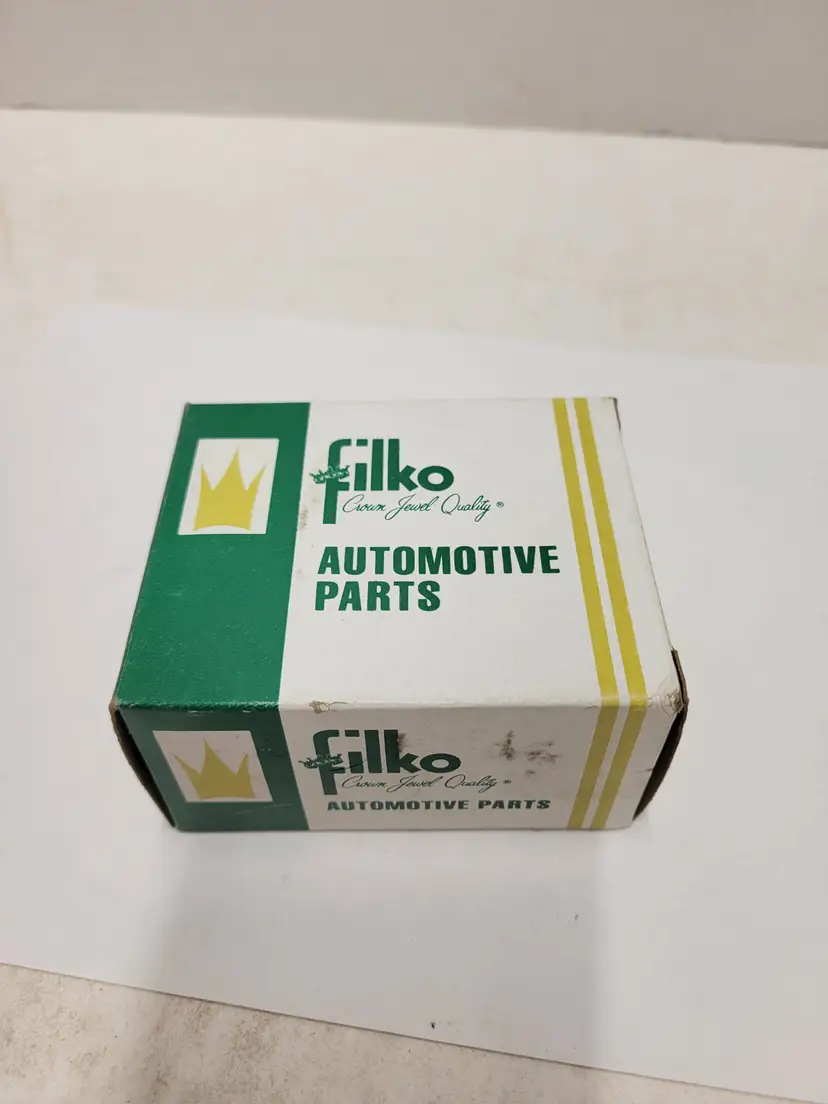 filko
Crown Jewel Quality ®
AUTOMOTIVE
PARTS
filko
Crown Jewel Quality ®
AUTOMOTIVE PARTS